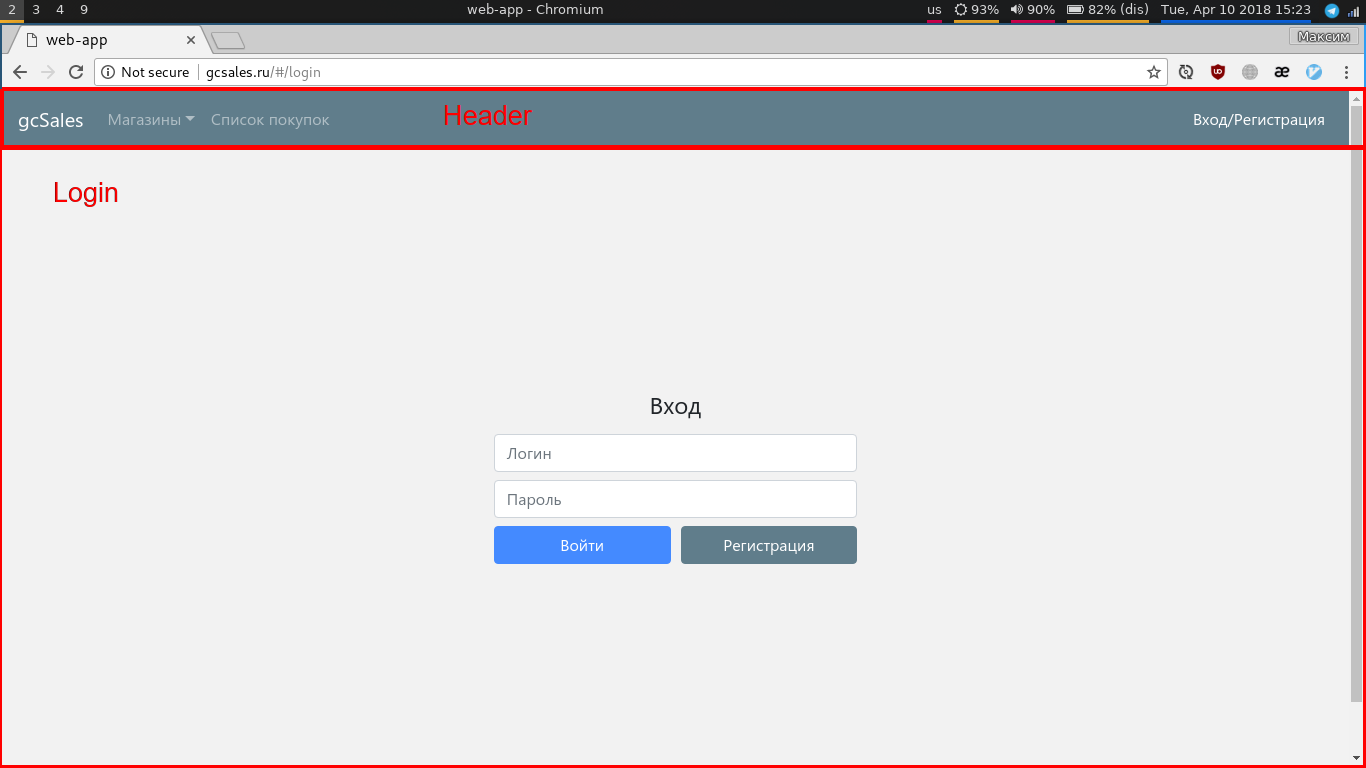 2 3 4 9 web-app - Chromium us 93% 90% 82% (dis) Tue, Apr 10 2018 15:23
web-app Максим
Not secure gcsales.ru/#/login
gcSales Магазины Список покупок Header Вход/Регистрация
Login
Вход
Логин
Пароль
Войти Регистрация